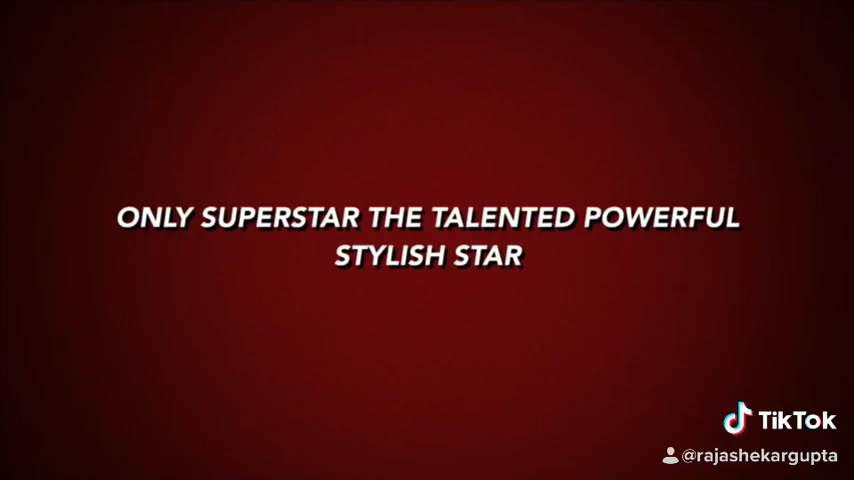 ONLY SUPERSTAR THE TALENTED POWERFUL
STYLISH STAR
TikTok
@rajashekargupta